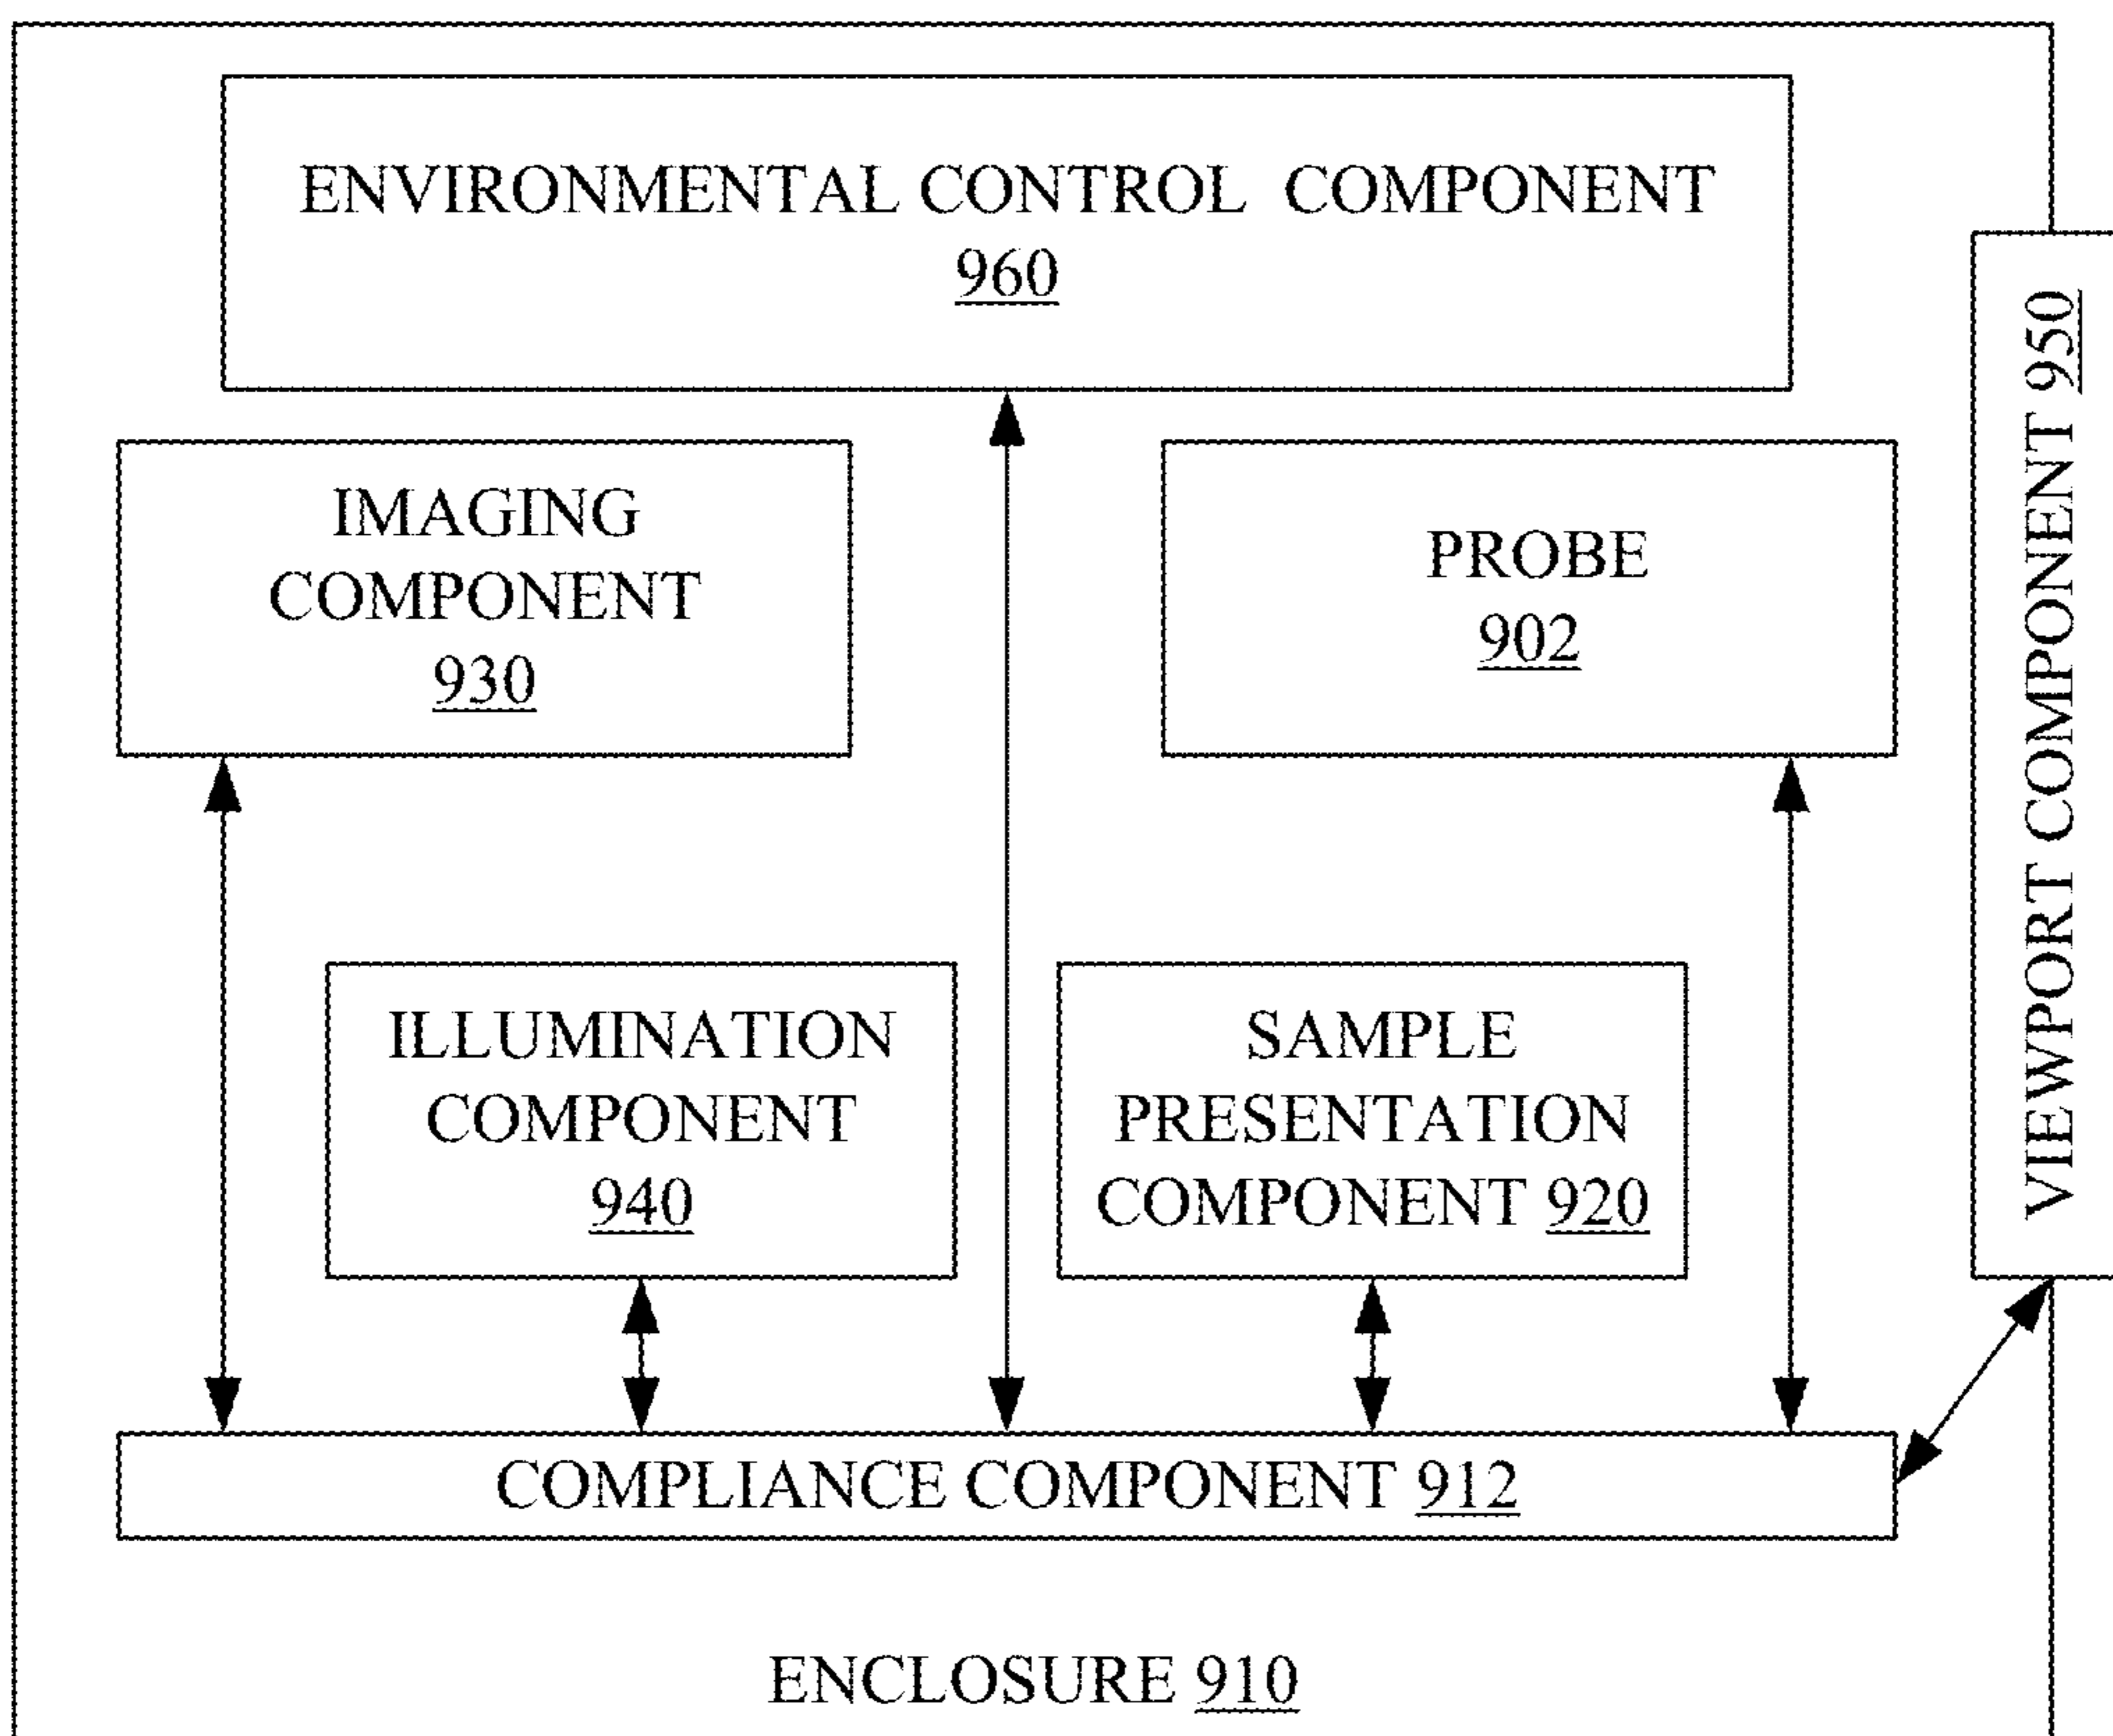 ENVIRONMENTAL CONTROL COMPONENT
960
IMAGING
COMPONENT
930
PROBE
902
VIEWPORT COMPONENT 950
ILLUMINATION
COMPONENT
940
SAMPLE
PRESENTATION
COMPONENT 920
COMPLIANCE COMPONENT 912
ENCLOSURE 910